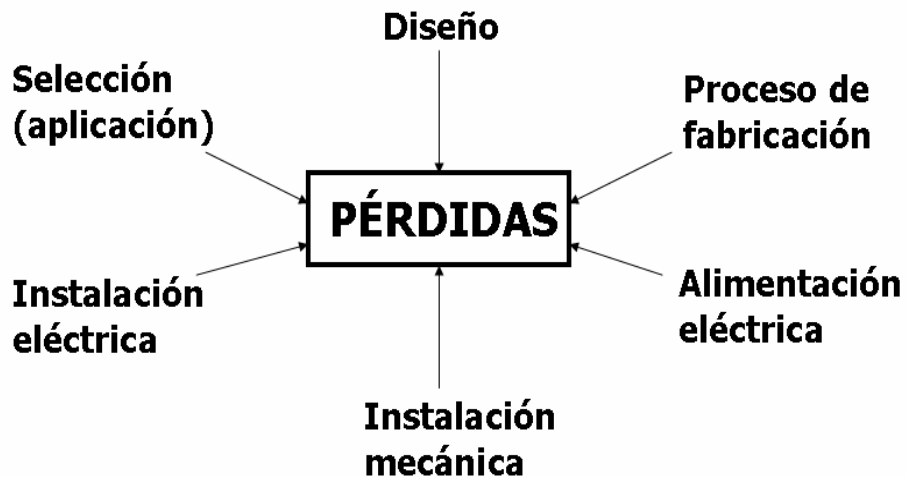 Diseño
Selección
(aplicación)
Proceso de
fabricación
PÉRDIDAS
Instalación
eléctrica
Alimentación
eléctrica
Instalación
mecánica